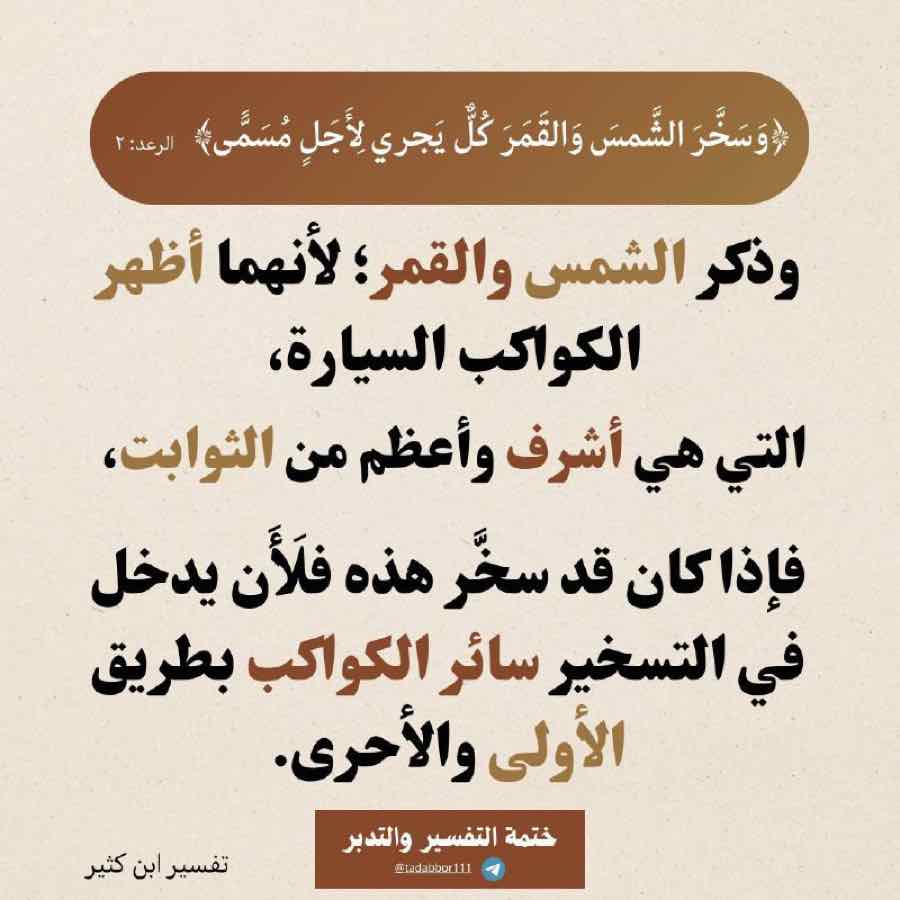 ﴿وَسَخَّرَ الشَّمسَ وَالقَمَرَ كُلٌّ يَجري لِأَجَلٍ مُسَمًّى﴾ الرعد: ٢
وذكر الشمس والقمر؛ لأنهما أظهر
الكواكب السيارة،
التي هي أشرف وأعظم من الثوابت،
فإذا كان قد سخَّر هذه فلَأَن يدخل
في التسخير سائر الكواكب بطريق
الأولى والأحرى.
ختمة التفسير والتدبر
@tadabbor111
تفسير ابن كثير